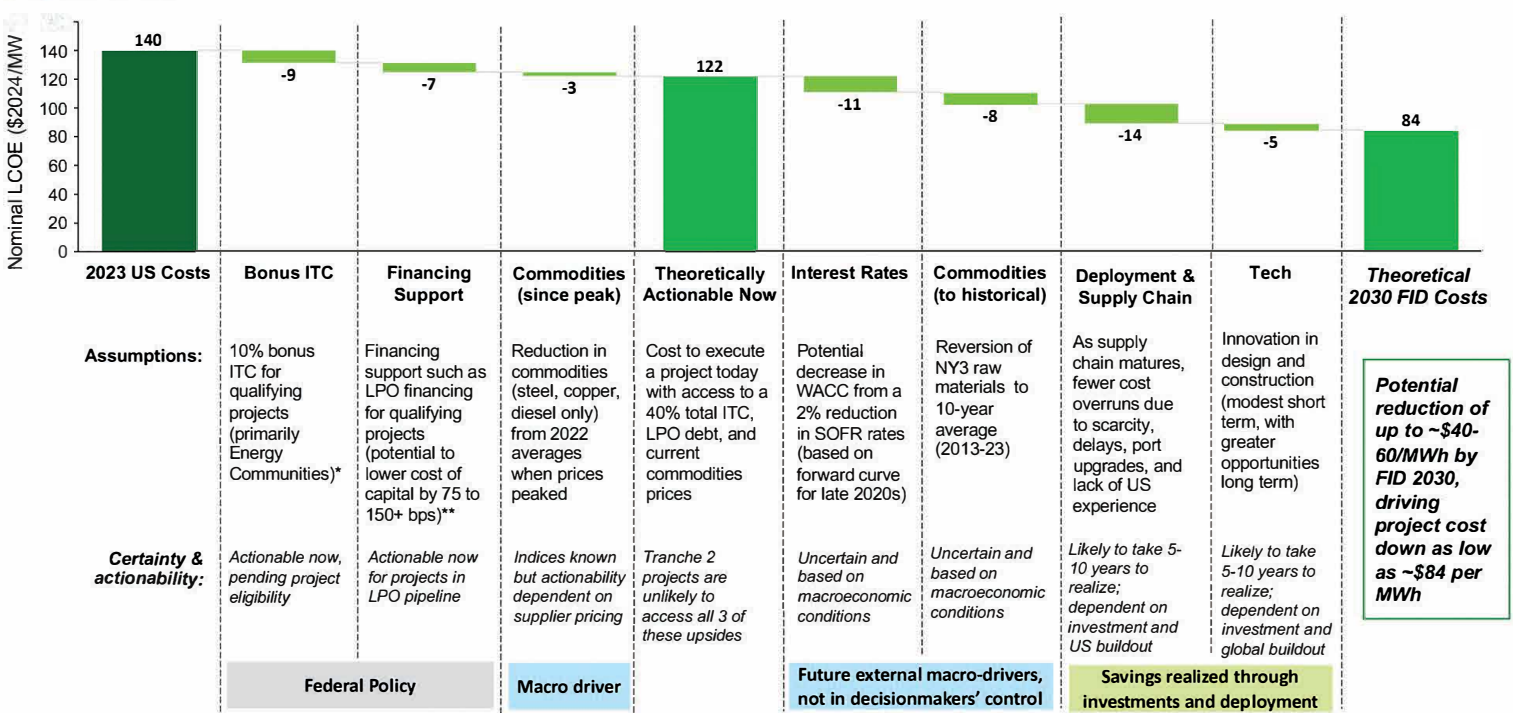 Nominal LCOE ($2024/MW
140
120
100
80
60
40
20
0
140
-9
-7
-3
122
-11
-8
-14
-5
84
2023 US Costs
Bonus ITC
Financing
Support
Commodities
(since peak)
Theoretically
Actionable Now
Interest Rates
Commodities
(to historical)
Deployment &
Supply Chain
Tech
Theoretical
2030 FID Costs
Assumptions:
10% bonus
ITC for
qualifying
projects
(primarily
Energy
Communities)*
Financing
support such as
LPO financing
for qualifying
projects
(potential to
lower cost of
capital by 75 to
150+ bps)**
Reduction in
commodities
(steel, copper,
diesel only)
from 2022
averages
when prices
peaked
Cost to execute
a project today
with access to a
40% total ITC,
LPO debt, and
current
commodities
prices
Potential
decrease in
WACC from a
2% reduction
in SOFR rates
(based on
forward curve
for late 2020s)
Reversion of
NY3 raw
materials to
10-year
average
(2013-23)
As supply
chain matures,
fewer cost
overruns due
to scarcity,
delays, port
upgrades, and
lack of US
experience
Innovation in
design and
construction
(modest short
term, with
greater
opportunities
long term)
Potential
reduction of
up to ~$40-
60/MWh by
FID 2030,
driving
project cost
down as low
as ~$84 per
MWh
Certainty &
actionability:
Actionable now,
pending project
eligibility
Actionable now
for projects in
LPO pipeline
Indices known
but actionability
dependent on
supplier pricing
Tranche 2
projects are
unlikely to
access all 3 of
these upsides
Uncertain and
based on
macroeconomic
conditions
Uncertain and
based on
macroeconomic
conditions
Likely to take 5-
10 years to
realize;
dependent on
investment and
US buildout
Likely to take
5-10 years to
realize;
dependent on
investment and
global buildout
Federal Policy
Macro driver
Future external macro-drivers,
not in decisionmakers' control
Savings realized through
investments and deployment